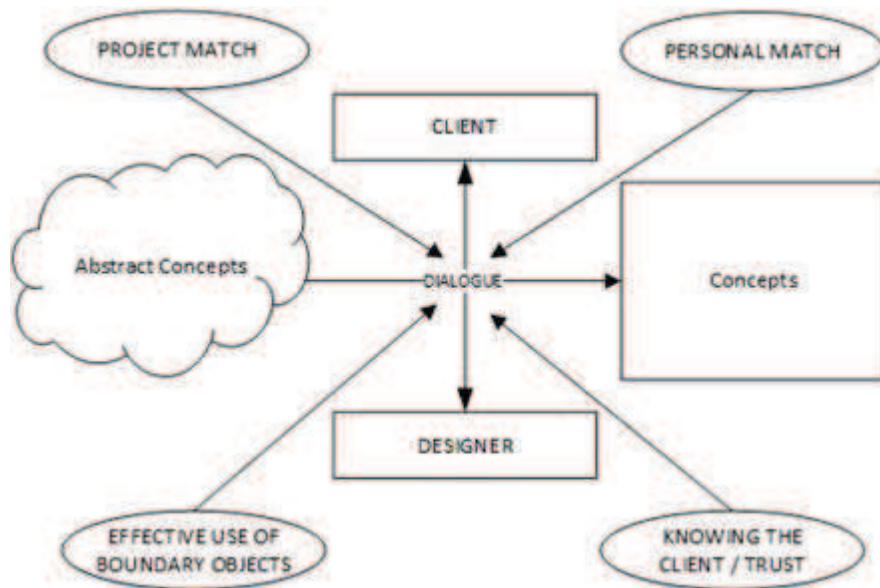 PROJECT MATCH
PERSONAL MATCH
CLIENT
Abstract Concepts
DIALOGUE
Concepts
DESIGNER
EFFECTIVE USE OF
BOUNDARY OBJECTS
KNOWING THE
CLIENT / TRUST